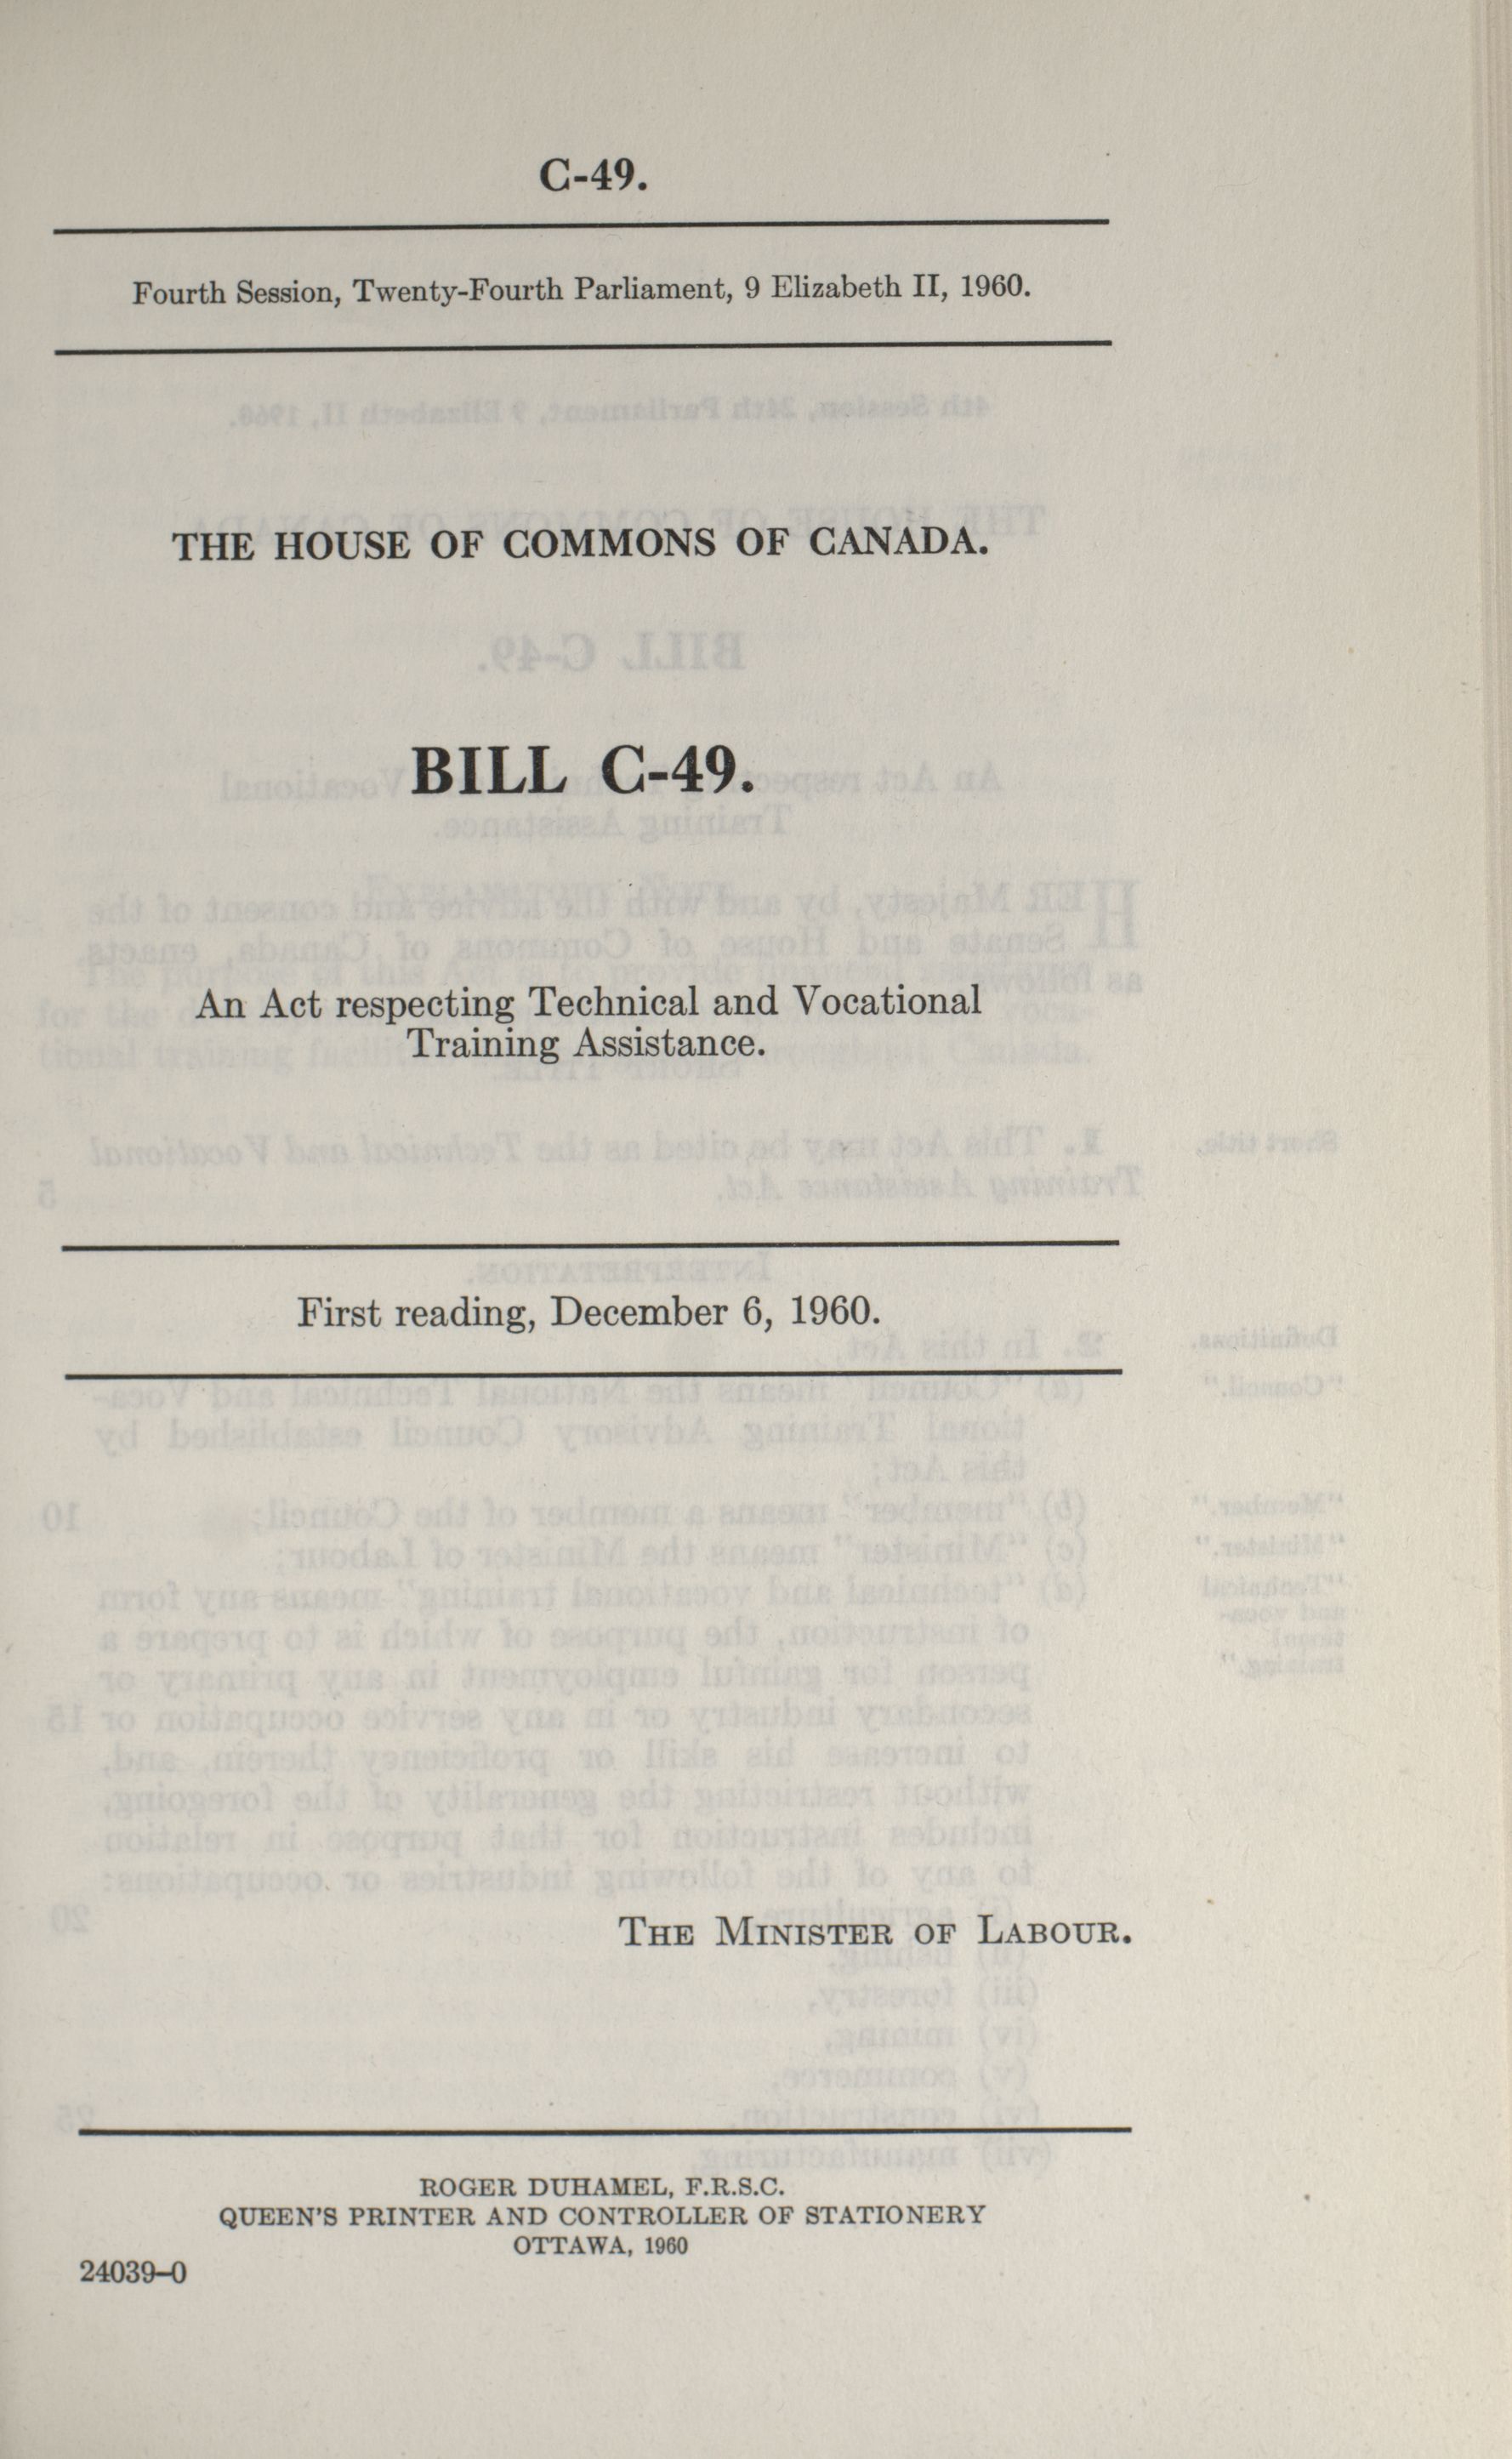 C-49.
Fourth Session, Twenty-Fourth Parliament, 9 Elizabeth II, 1960.
THE HOUSE OF COMMONS OF CANADA.
BILL C-49.
An Act respecting Technical and Vocational
Training Assistance.
First reading, December 6, 1960.
THE MINISTER OF LABOUR.
ROGER DUHAMEL, F.R.S.C.
QUEEN'S PRINTER AND CONTROLLER OF STATIONERY
OTTAWA, 1960
24039-0